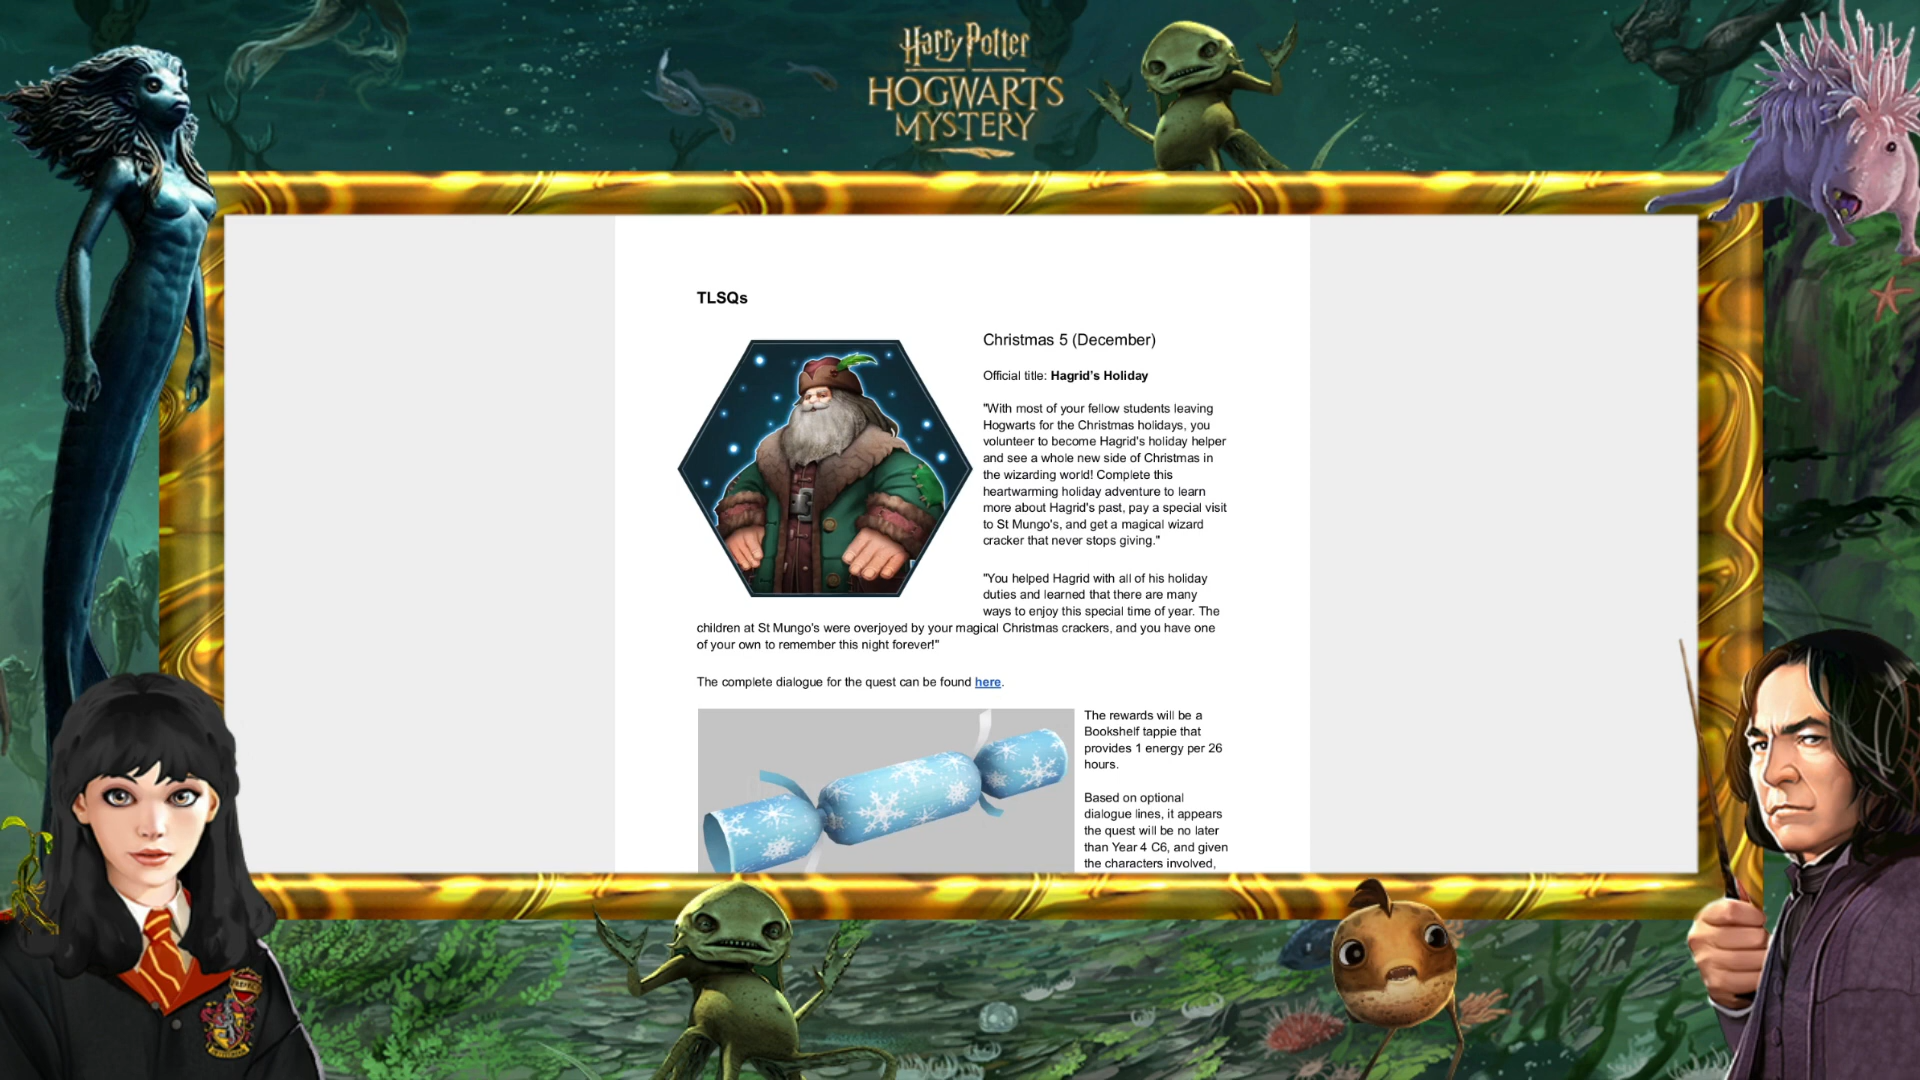 Harry Potter
HOGWARTS
MYSTERY
TLSQs
Christmas 5 (December)
Official title: Hagrid's Holiday
"With most of your fellow students leaving
Hogwarts for the Christmas holidays, you
volunteer to become Hagrid's holiday helper
and see a whole new side of Christmas in
the wizarding world! Complete this
heartwarming holiday adventure to learn
more about Hagrid's past, pay a special visit
to St Mungo's, and get a magical wizard
cracker that never stops giving."
"You helped Hagrid with all of his holiday
duties and learned that there are many
ways to enjoy this special time of year. The
children at St Mungo's were overjoyed by your magical Christmas crackers, and you have one
of your own to remember this night forever!"
The complete dialogue for the quest can be found here.
The rewards will be a
Bookshelf tappie that
provides 1 energy per 26
hours.
Based on optional
dialogue lines, it appears
the quest will be no later
than Year 4 C6, and given
the characters involved,
PREFECT